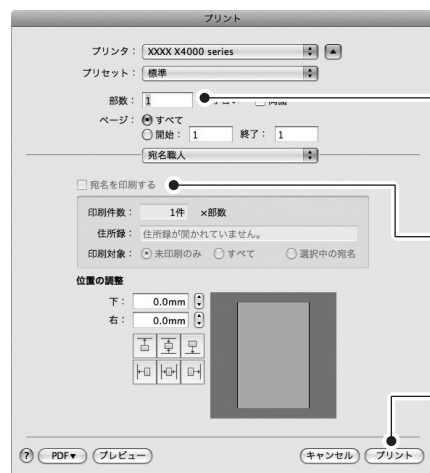 プリント
プリンタ： XXXX X4000 series
プリセット： 標準
部数： 1 丁合い 両面
ページ： すべて
開始： 1 終了： 1
宛名職人
宛名を印刷する
印刷件数： 1件 ×部数
住所録： 住所録が開かれていません。
印刷対象： 未印刷のみ すべて 選択中の宛名
位置の調整
下： 0.0mm
右： 0.0mm
? PDF▼ プレビュー キャンセル プリント